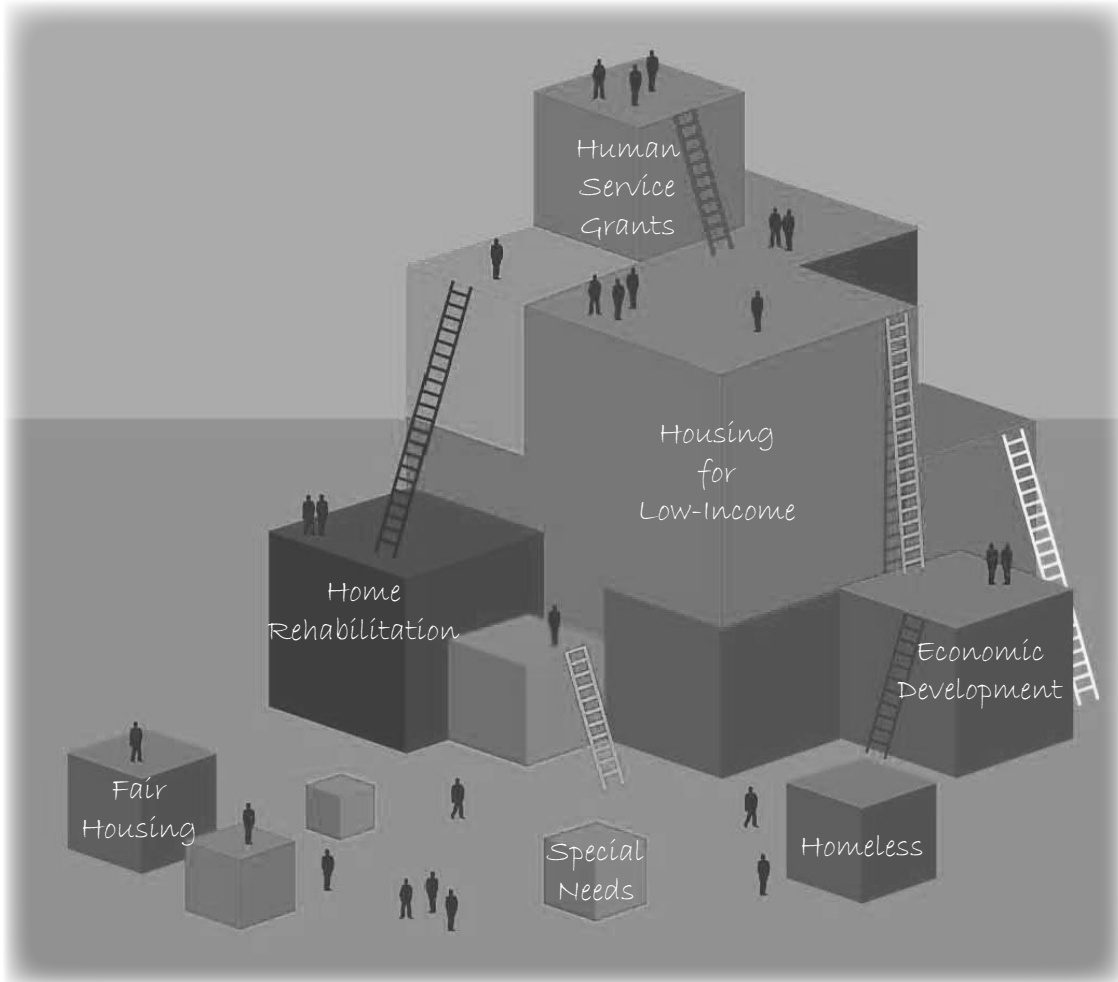 Human
Service
Grants
Housing
for
Low-Income
Home
Rehabilitation
Economic
Development
Fair
Housing
Special
Needs
Homeless